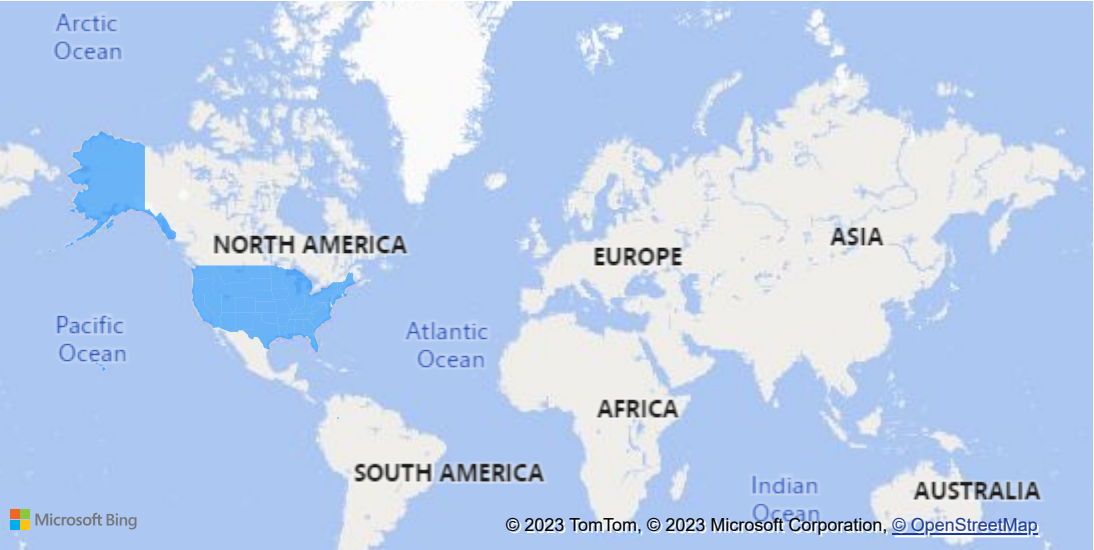 Arctic
Ocean
NORTH AMERICA
EUROPE
ASIA
Pacific
Ocean
Atlantic
Ocean
AFRICA
SOUTH AMERICA
Indian
Ocean
AUSTRALIA
Microsoft Bing
© 2023 TomTom, © 2023 Microsoft Corporation, © OpenStreetMap